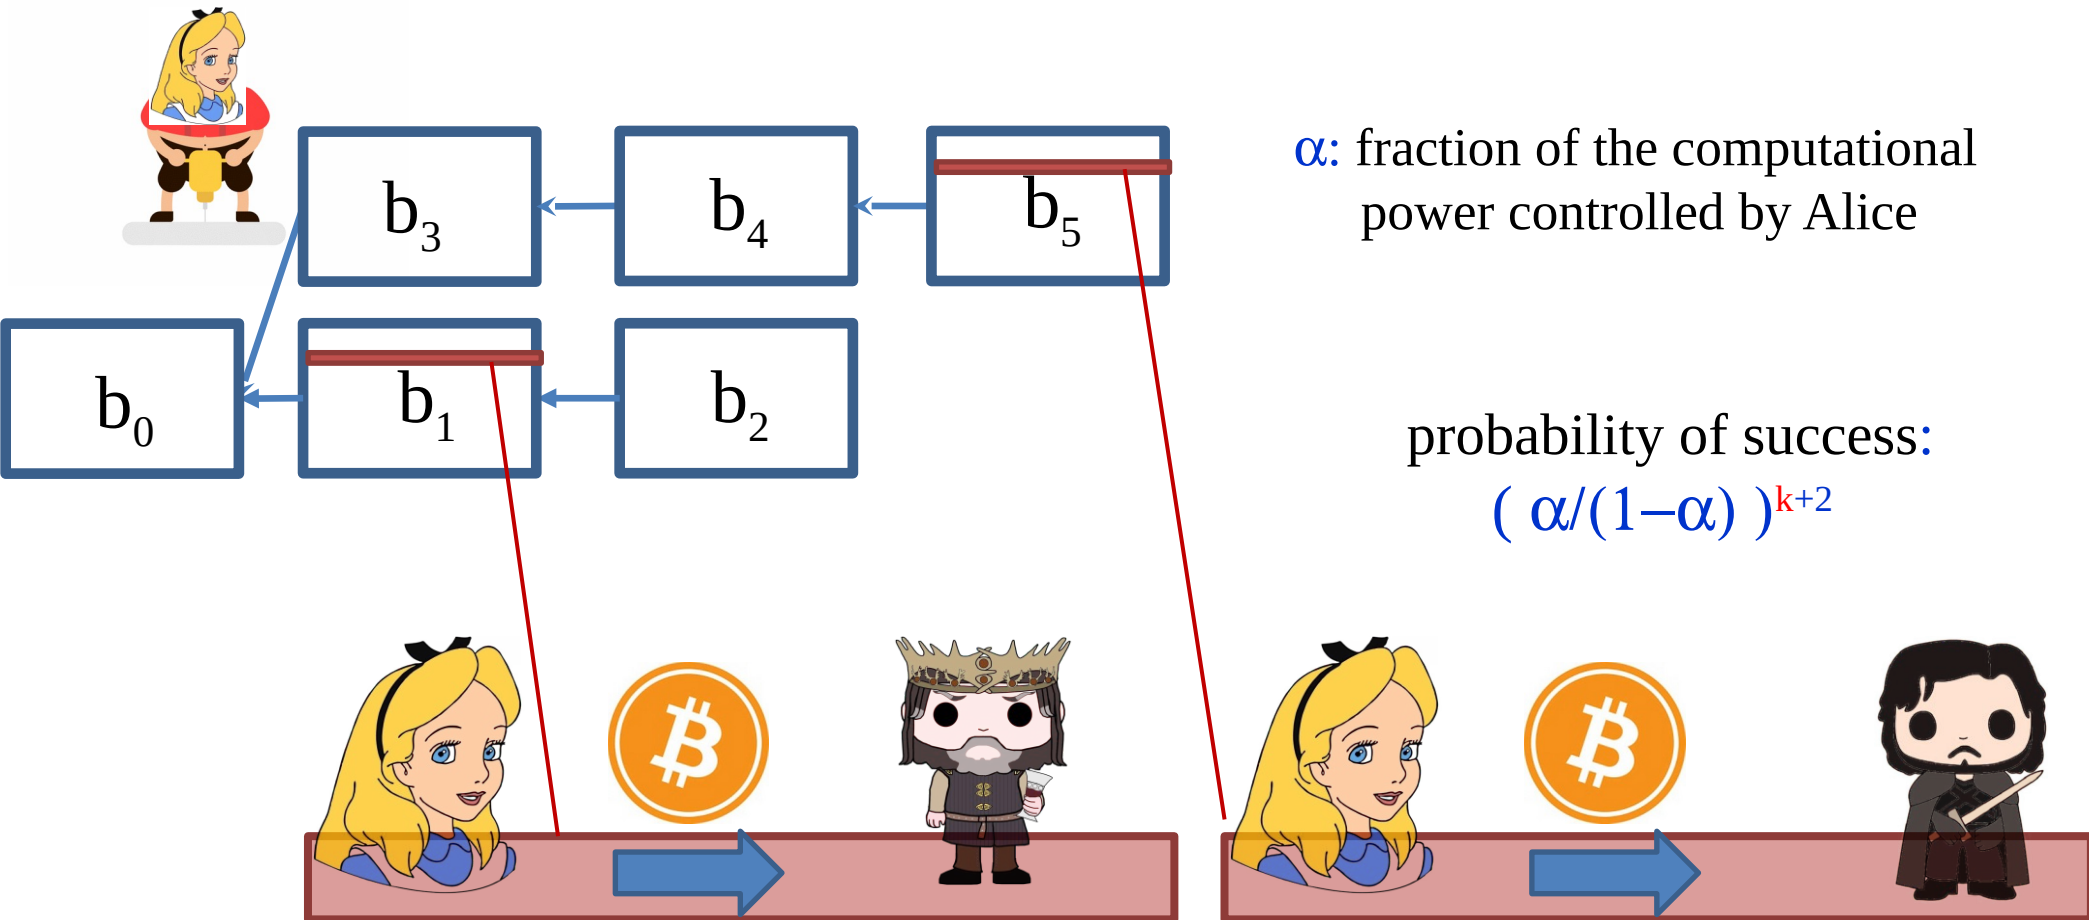 α: fraction of the computational
power controlled by Alice
b3
b4
b5
b0
b1
b2
probability of success:
( α/(1–α) )k+2